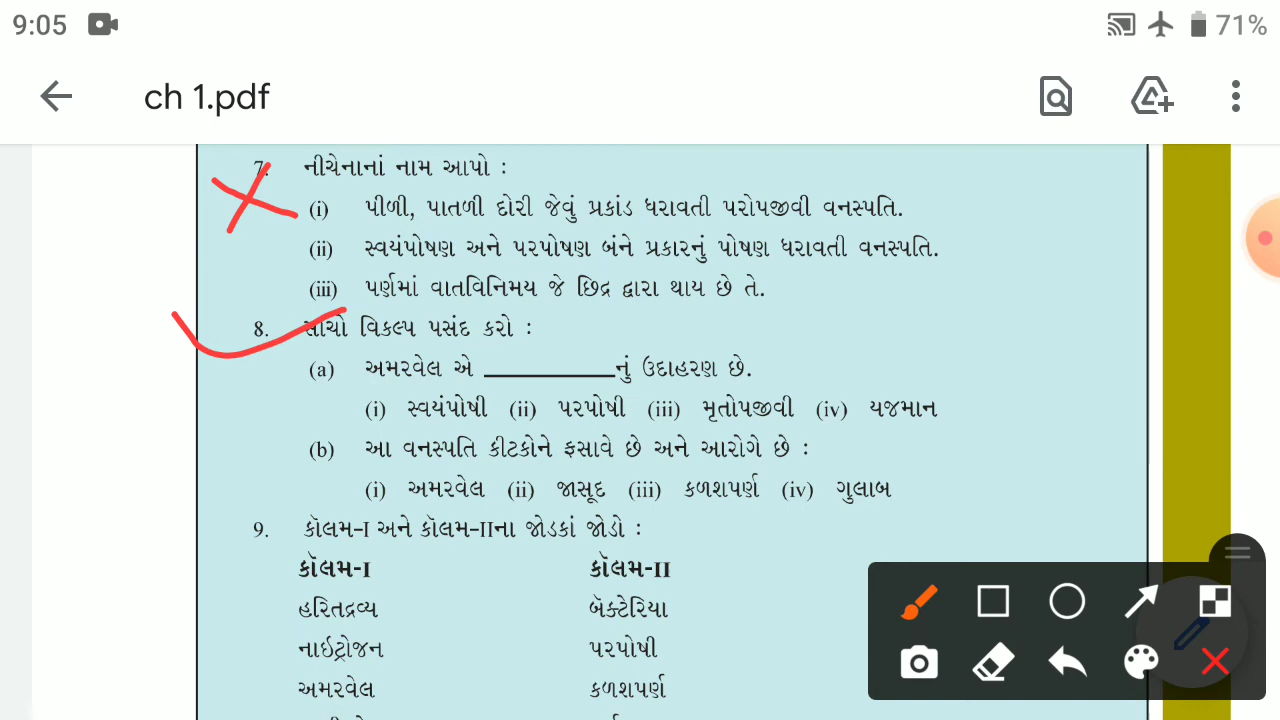 9:05 71%
ch 1.pdf
7. નીચેનાનાં નામ આપો :
(i) પીળી, પાતળી દોરી જેવું પ્રકાંડ ધરાવતી પરોપજીવી વનસ્પતિ.
(ii) સ્વયંપોષણ અને પરપોષણ બંને પ્રકારનું પોષણ ધરાવતી વનસ્પતિ.
(iii) પર્ણમાં વાતવિનિમય જે છિદ્ર દ્વારા થાય છે તે.
8. સાચો વિકલ્પ પસંદ કરો :
(a) અમરવેલ એ __________નું ઉદાહરણ છે.
(i) સ્વયંપોષી (ii) પરપોષી (iii) મૃતોપજીવી (iv) યજમાન
(b) આ વનસ્પતિ કીટકોને ફસાવે છે અને આરોગે છે :
(i) અમરવેલ (ii) જાસૂદ (iii) કળશપર્ણ (iv) ગુલાબ
9. કૉલમ-I અને કૉલમ-IIના જોડકાં જોડો :
કૉલમ-I કૉલમ-II
હરિતદ્રવ્ય બૅક્ટેરિયા
નાઈટ્રોજન પરપોષી
અમરવેલ કળશપર્ણ